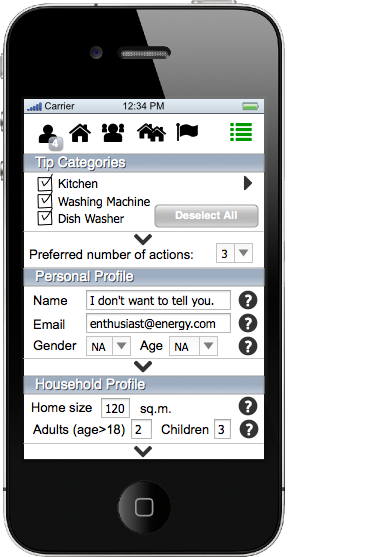 Carrier 12:34 PM
4
Tip Categories
Kitchen
Washing Machine
Dish Washer
Deselect All
Preferred number of actions: 3
Personal Profile
Name I don't want to tell you. ?
Email enthusiast@energy.com ?
Gender NA Age NA ?
Household Profile
Home size 120 sq.m. ?
Adults (age>18) 2 Children 3 ?